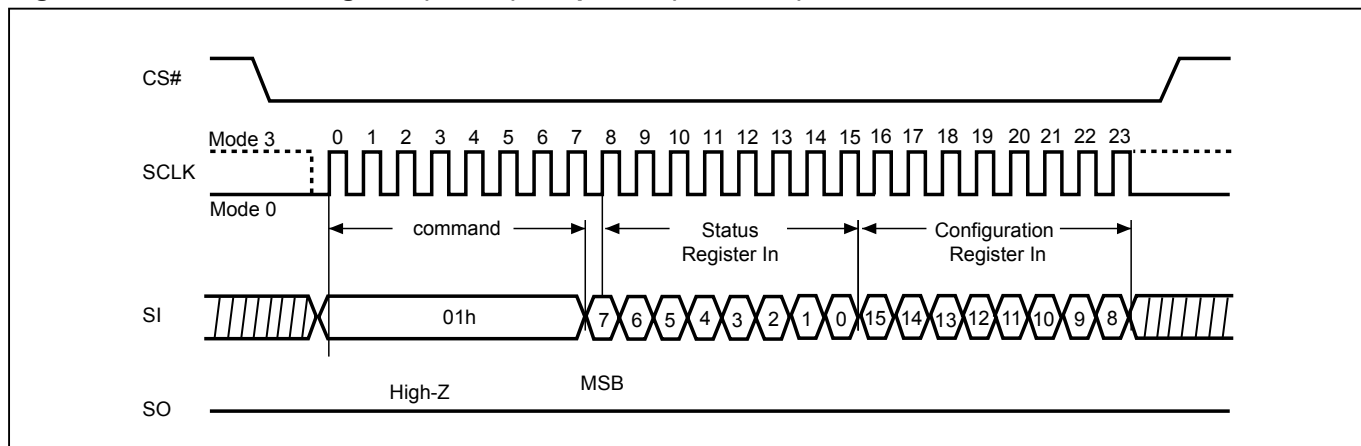 CS#
0 1 2 3 4 5 6 7 8 9 10 11 12 13 14 15 16 17 18 19 20 21 22 23
Mode 3
SCLK
Mode 0
command
Status
Register In
Configuration
Register In
SI
01h
7 6 5 4 3 2 1 0 15 14 13 12 11 10 9 8
High-Z
MSB
SO